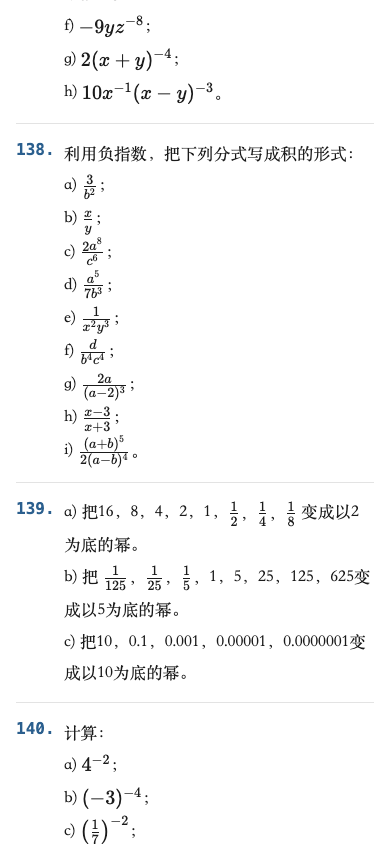 f) −9yz⁻⁸；
g) 2(x + y)⁻⁴；
h) 10x⁻¹(x − y)⁻³。
138. 利用负指数，把下列分式写成积的形式：
a) 3/b²；
b) x/y；
c) 2a⁸/c⁶；
d) a⁵/7b³；
e) 1/x²y³；
f) d/b⁴c⁴；
g) 2a/(a−2)³；
h) x−3/x+3；
i) (a+b)⁵/2(a−b)⁴。
139. a) 把16，8，4，2，1，1/2，1/4，1/8 变成以2
为底的幂。
b) 把 1/125，1/25，1/5，1，5，25，125，625变
成以5为底的幂。
c) 把10，0.1，0.001，0.00001，0.0000001变
成以10为底的幂。
140. 计算：
a) 4⁻²；
b) (−3)⁻⁴；
c) (1/7)⁻²；